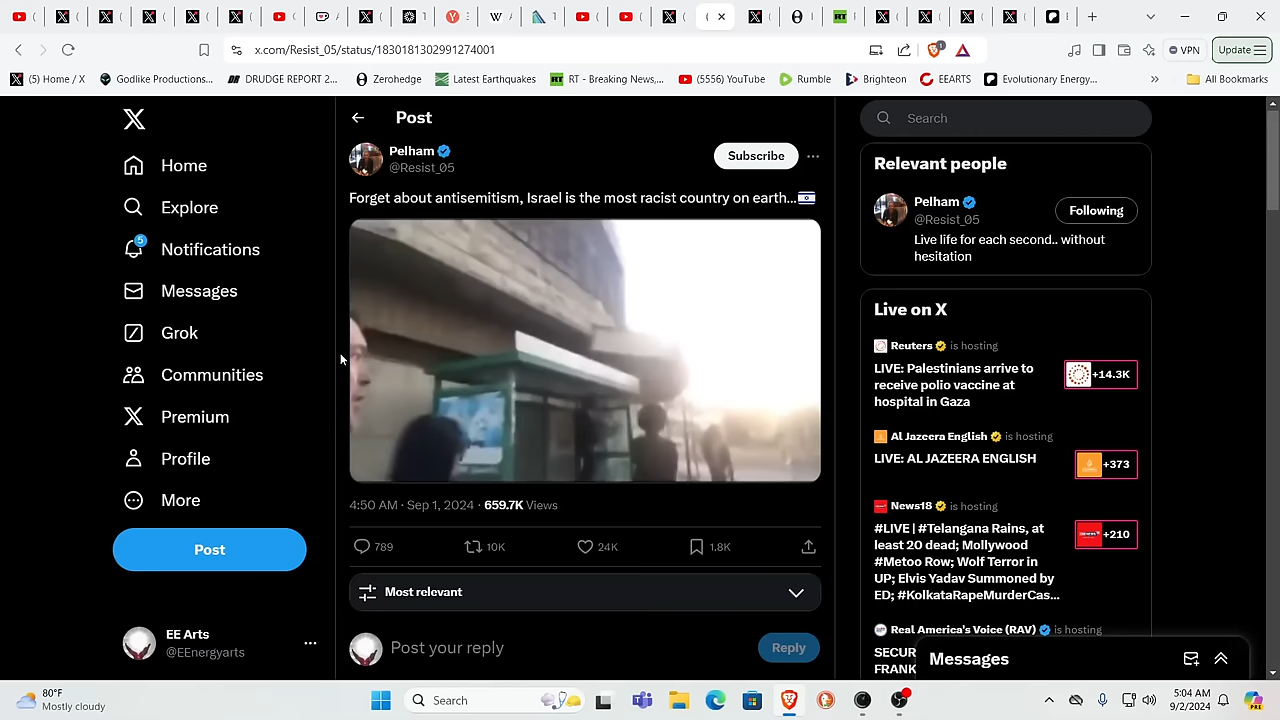 x.com/Resist_05/status/1830181302991274001
VPN
Update
(5) Home / X
Godlike Productions...
DRUDGE REPORT 2...
Zerohedge
Latest Earthquakes
RT - Breaking News,...
(5556) YouTube
Rumble
Brighteon
EEARTS
Evolutionary Energy...
All Bookmarks
Home
Explore
5
Notifications
Messages
Grok
Communities
Premium
Profile
More
Post
EE Arts
@EEnergyarts
Post
Pelham
@Resist_05
Subscribe
Forget about antisemitism, Israel is the most racist country on earth...
4:50 AM · Sep 1, 2024 · 659.7K Views
789
10K
24K
1.8K
Most relevant
Post your reply
Reply
Search
Relevant people
Pelham
@Resist_05
Following
Live life for each second.. without
hesitation
Live on X
Reuters is hosting
LIVE: Palestinians arrive to
receive polio vaccine at
hospital in Gaza
+14.3K
Al Jazeera English is hosting
LIVE: AL JAZEERA ENGLISH
+373
News18 is hosting
#LIVE | #Telangana Rains, at
least 20 dead; Mollywood
#Metoo Row; Wolf Terror in
UP; Elvis Yadav Summoned by
ED; #KolkataRapeMurderCas...
+210
Real America's Voice (RAV) is hosting
SECUR
FRANK
Messages
80°F
Mostly cloudy
Search
5:04 AM
9/2/2024